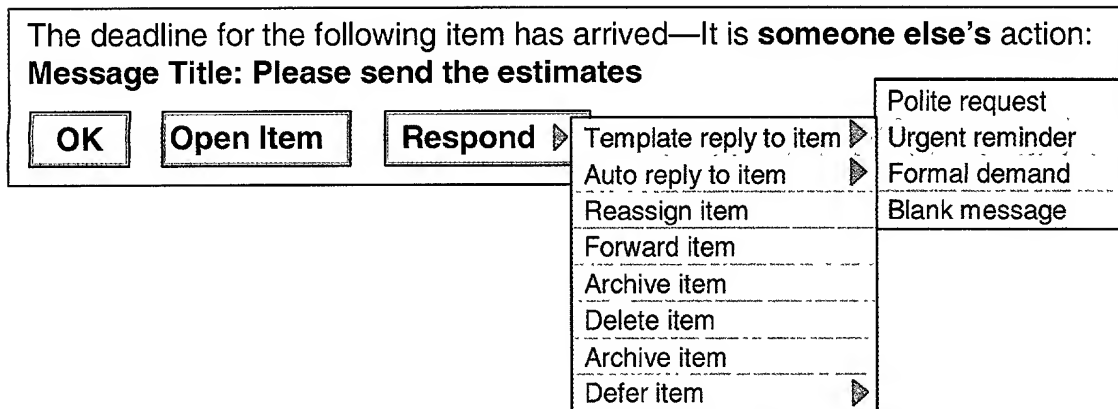 The deadline for the following item has arrived—It is someone else's action:
Message Title: Please send the estimates
OK
Open Item
Respond
Template reply to item
Auto reply to item
Reassign item
Forward item
Archive item
Delete item
Archive item
Defer item
Polite request
Urgent reminder
Formal demand
Blank message